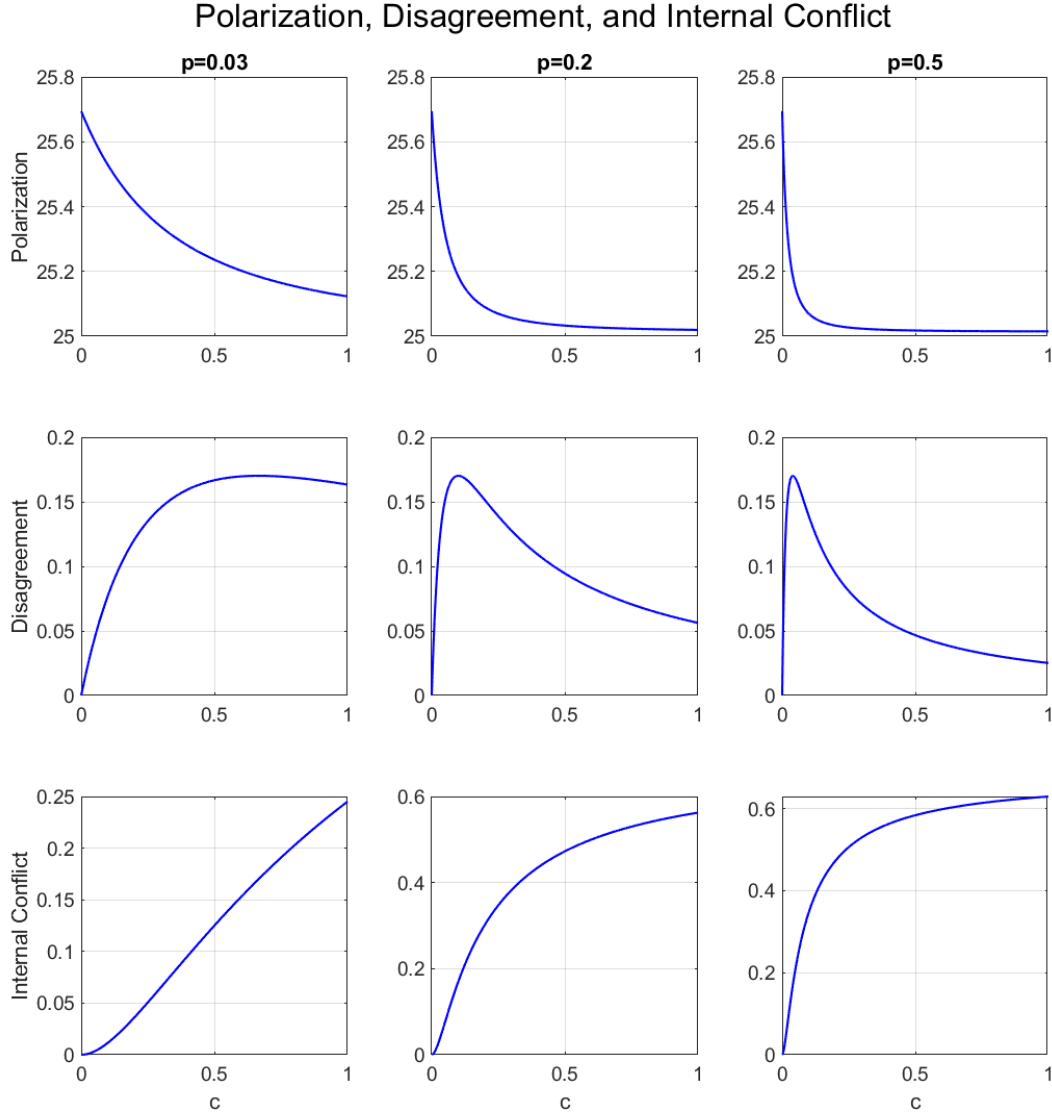 Polarization, Disagreement, and Internal Conflict
p=0.03
p=0.2
p=0.5
Polarization
25.8
25.6
25.4
25.2
25
0 0.5 1
25.8
25.6
25.4
25.2
25
0 0.5 1
25.8
25.6
25.4
25.2
25
0 0.5 1
Disagreement
0.2
0.15
0.1
0.05
0
0 0.5 1
0.2
0.15
0.1
0.05
0
0 0.5 1
0.2
0.15
0.1
0.05
0
0 0.5 1
Internal Conflict
0.25
0.2
0.15
0.1
0.05
0
0 0.5 1
c
0.6
0.4
0.2
0
0 0.5 1
c
0.6
0.4
0.2
0
0 0.5 1
c